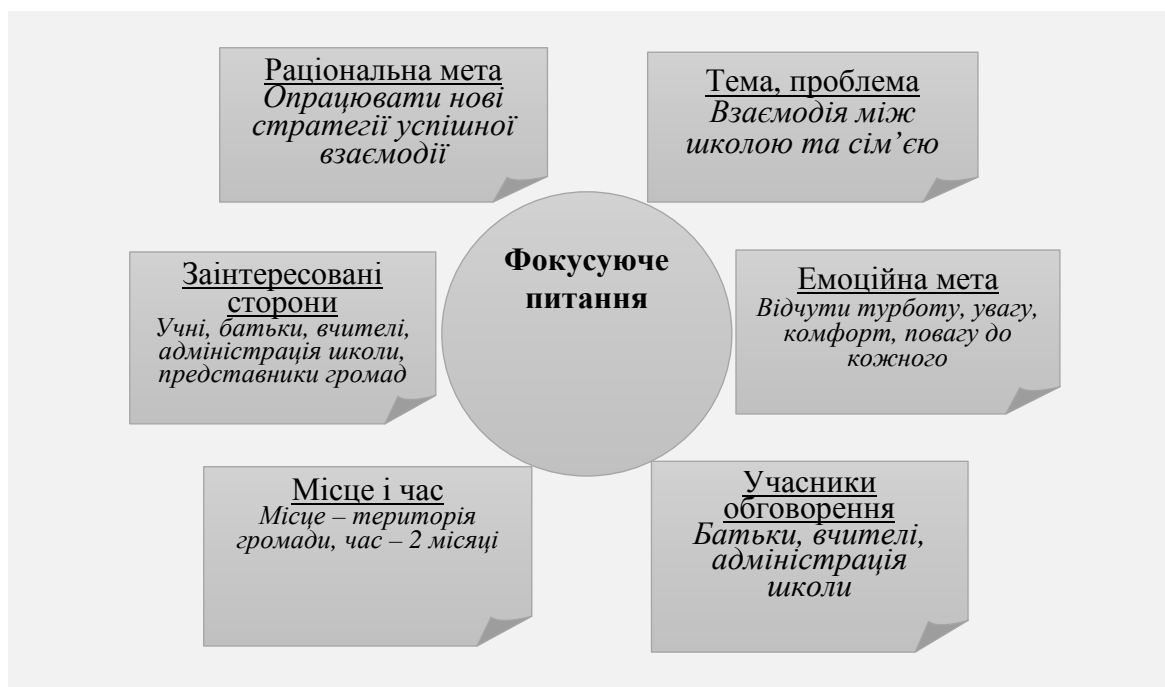 Раціональна мета
Опрацювати нові
стратегії успішної
взаємодії
Тема, проблема
Взаємодія між
школою та сім’єю
Фокусуюче
питання
Заінтересовані
сторони
Учні, батьки, вчителі,
адміністрація школи,
представники громад
Емоційна мета
Відчути турботу, увагу,
комфорт, повагу до
кожного
Місце і час
Місце – територія
громади, час – 2 місяці
Учасники
обговорення
Батьки, вчителі,
адміністрація
школи